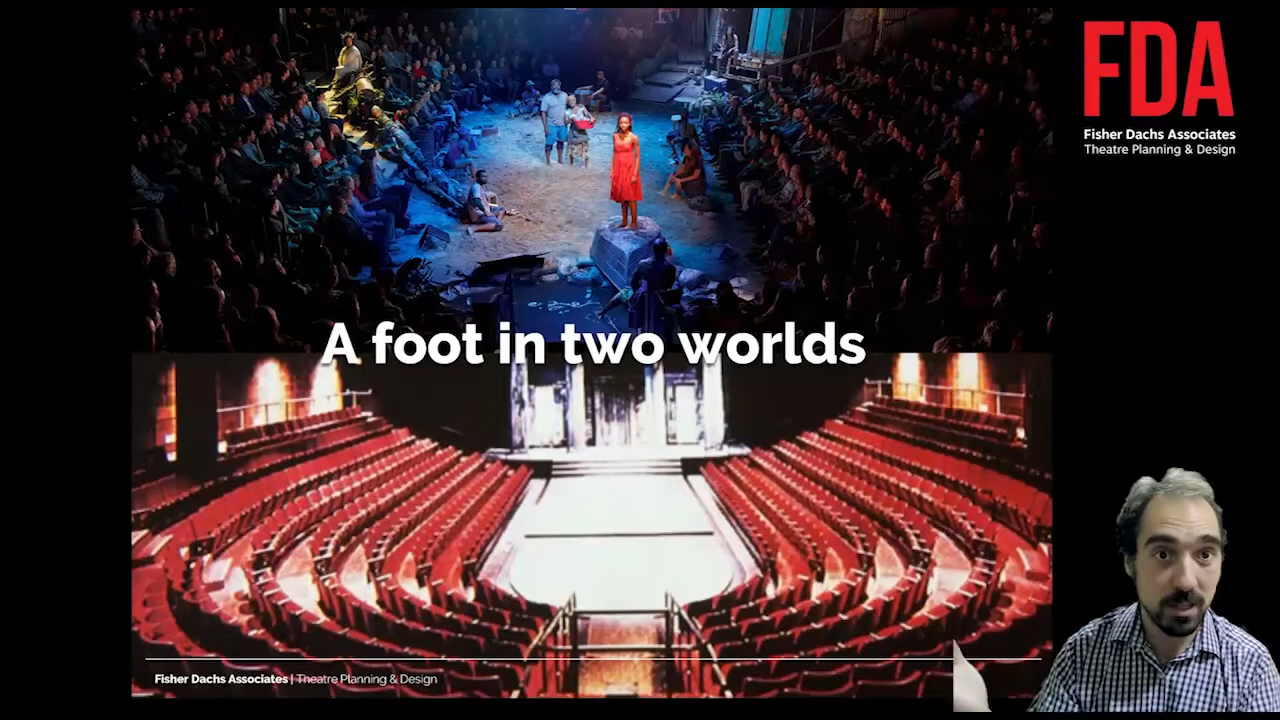 FDA
Fisher Dachs Associates
Theatre Planning & Design
A foot in two worlds
Fisher Dachs Associates | Theatre Planning & Design